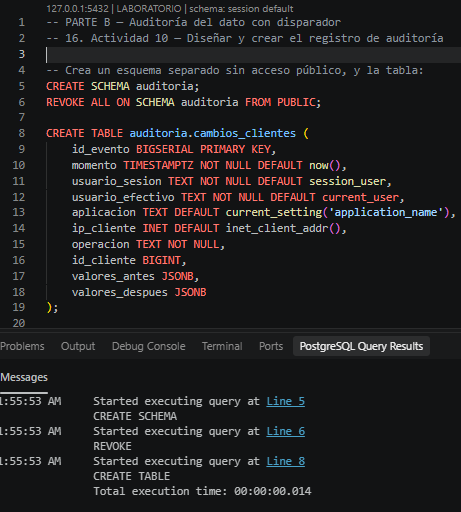 127.0.0.1:5432 | LABORATORIO | schema: session default
1 -- PARTE B — Auditoría del dato con disparador
2 -- 16. Actividad 10 — Diseñar y crear el registro de auditoría
3
4 -- Crea un esquema separado sin acceso público, y la tabla:
5 CREATE SCHEMA auditoria;
6 REVOKE ALL ON SCHEMA auditoria FROM PUBLIC;
7
8 CREATE TABLE auditoria.cambios_clientes (
9 id_evento BIGSERIAL PRIMARY KEY,
10 momento TIMESTAMPTZ NOT NULL DEFAULT now(),
11 usuario_sesion TEXT NOT NULL DEFAULT session_user,
12 usuario_efectivo TEXT NOT NULL DEFAULT current_user,
13 aplicacion TEXT DEFAULT current_setting('application_name'),
14 ip_cliente INET DEFAULT inet_client_addr(),
15 operacion TEXT NOT NULL,
16 id_cliente BIGINT,
17 valores_antes JSONB,
18 valores_despues JSONB
19 );
20
Problems Output Debug Console Terminal Ports PostgreSQL Query Results
Messages
1:55:53 AM Started executing query at Line 5
CREATE SCHEMA
1:55:53 AM Started executing query at Line 6
REVOKE
1:55:53 AM Started executing query at Line 8
CREATE TABLE
Total execution time: 00:00:00.014